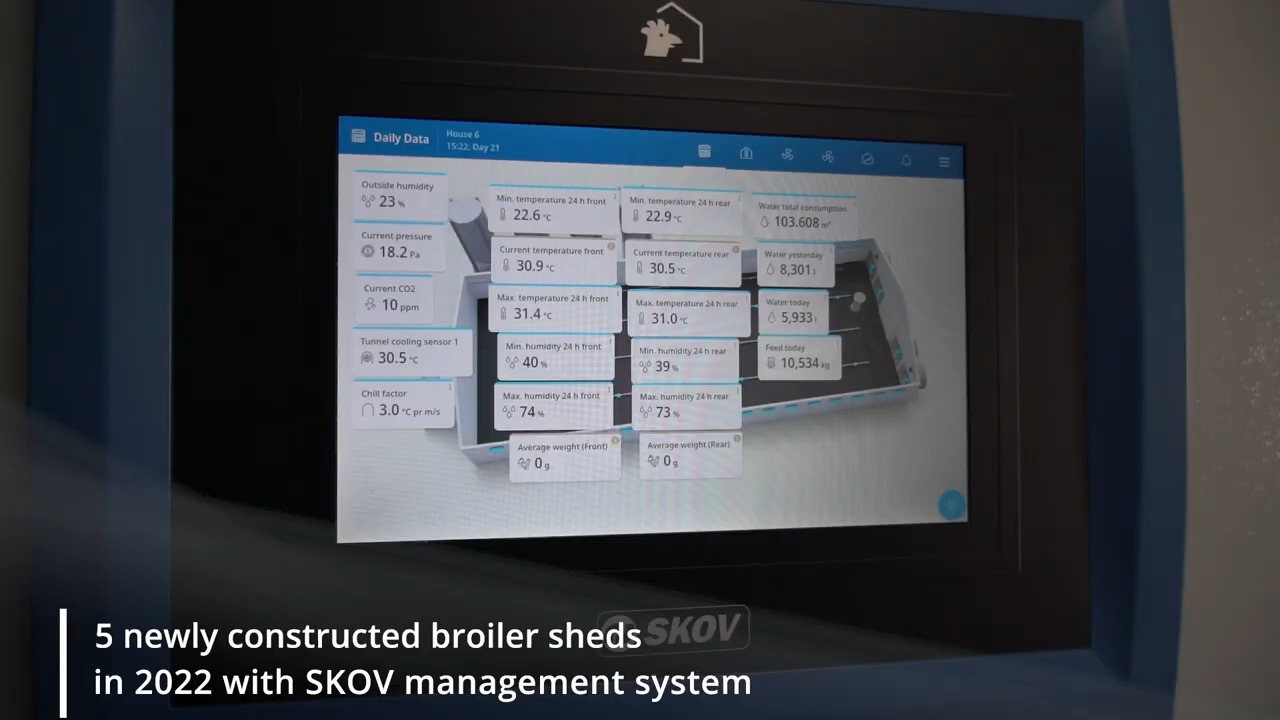 Daily Data
House 6
15:22, Day 21
Outside humidity
23 %
Current pressure
18.2 Pa
Current CO2
10 ppm
Tunnel cooling sensor 1
30.5 °C
Chill factor
3.0 °C pr m/s
Min. temperature 24 h front
22.6 °C
Current temperature front
30.9 °C
Max. temperature 24 h front
31.4 °C
Min. humidity 24 h front
40 %
Max. humidity 24 h front
74 %
Average weight (Front)
0 g
Min. temperature 24 h rear
22.9 °C
Current temperature rear
30.5 °C
Max. temperature 24 h rear
31.0 °C
Min. humidity 24 h rear
39 %
Max. humidity 24 h rear
73 %
Average weight (Rear)
0 g
Water total consumption
103.608 m³
Water yesterday
8,301 l
Water today
5,933 l
Feed today
10,534 kg
SKOV
5 newly constructed broiler sheds
in 2022 with SKOV management system